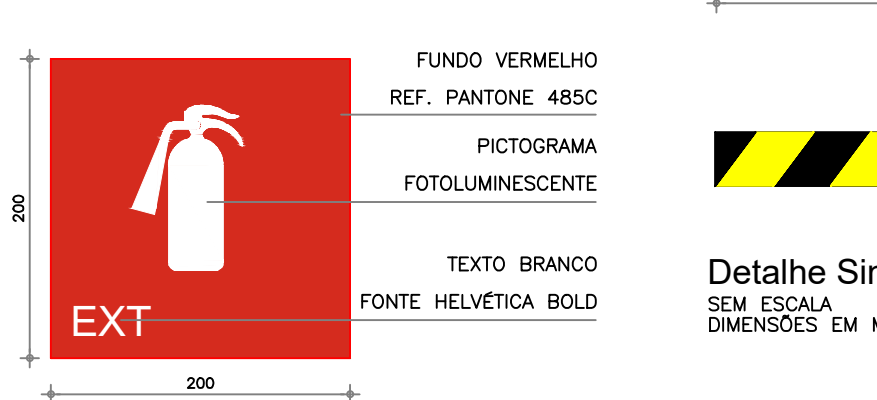 FUNDO VERMELHO
REF. PANTONE 485C
PICTOGRAMA
FOTOLUMINESCENTE
200
TEXTO BRANCO
FONTE HELVÉTICA BOLD
EXT
200
Detalhe
SEM ESCALA
DIMENSÕES EM